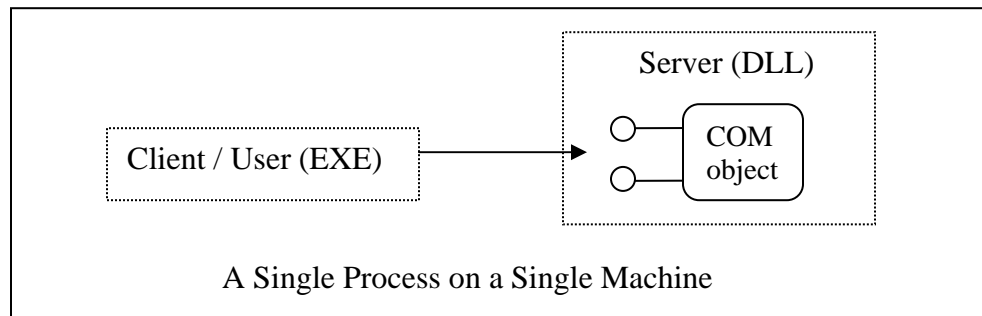 Server (DLL)
Client / User (EXE)
COM
object
A Single Process on a Single Machine